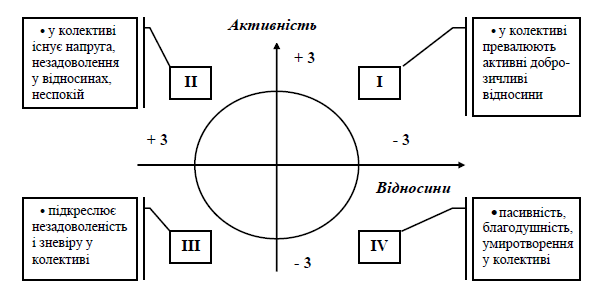 Активність
• у колективі
існує напруга,
незадоволення
у відносинах,
неспокій
II
+ 3
I
• у колективі
превалюють
активні добро-
зичливі
відносини
+ 3
- 3
Відносини
• підкреслює
незадоволеність
і зневіру у
колективі
III
- 3
IV
•пасивність,
благодушність,
умиротворення
у колективі